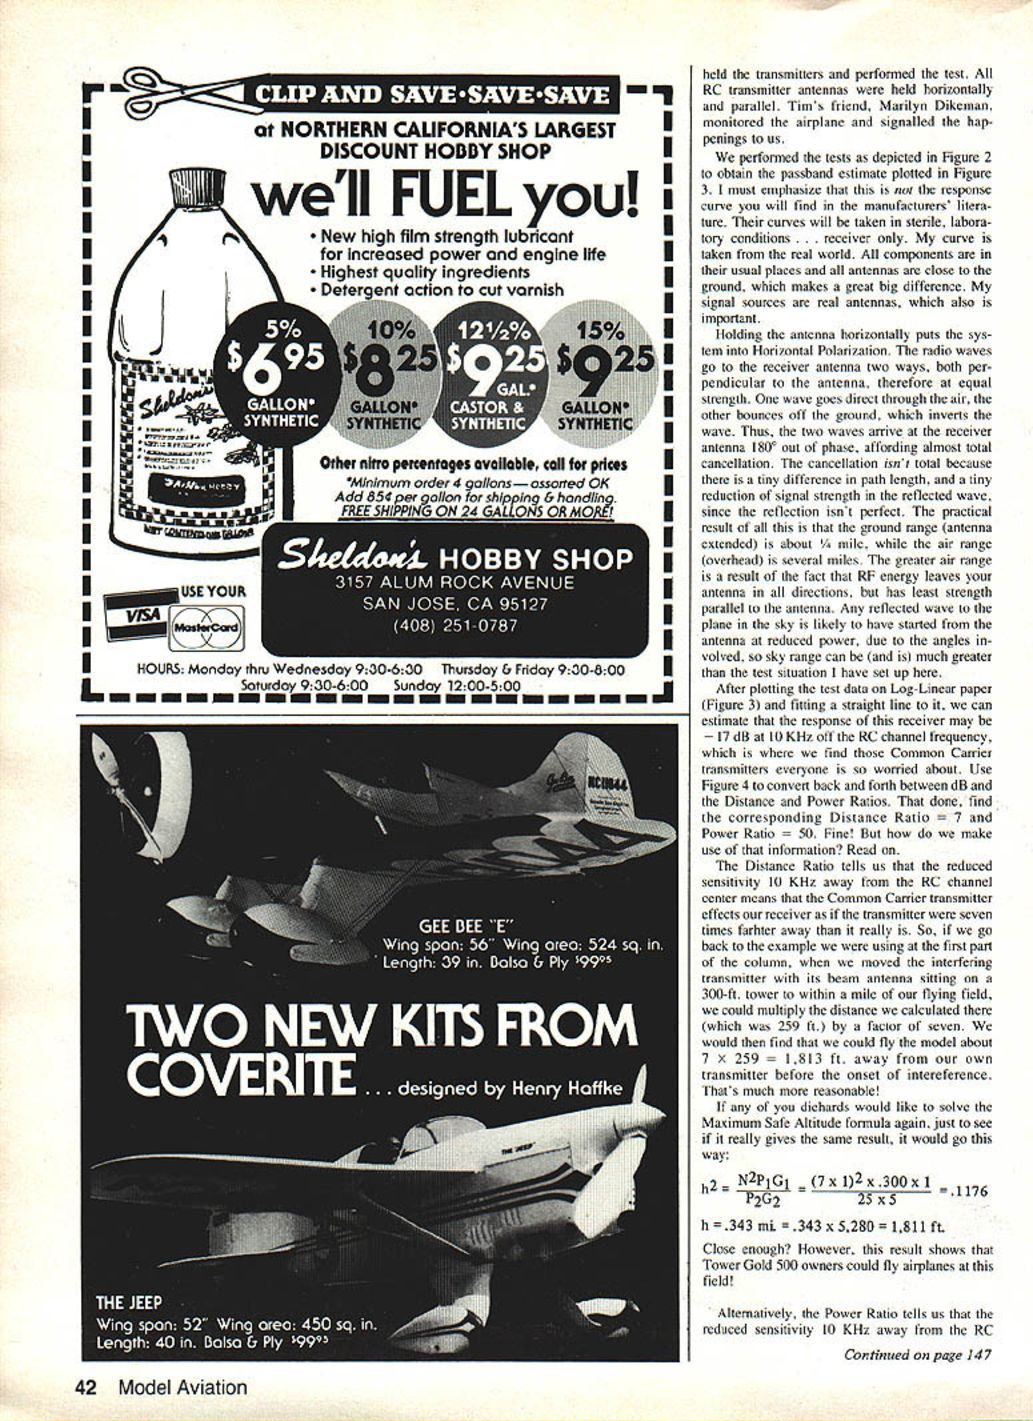 CLIP AND SAVE•SAVE•SAVE
at NORTHERN CALIFORNIA'S LARGEST
DISCOUNT HOBBY SHOP
we'll FUEL you!
• New high film strength lubricant
for increased power and engine life
• Highest quality ingredients
• Detergent action to cut varnish
5%
$6 95
GALLON*
SYNTHETIC
10%
$8 25
GALLON*
SYNTHETIC
12½%
$9 25
GAL.*
CASTOR &
SYNTHETIC
15%
$9 25
GALLON*
SYNTHETIC
Sheldon's
Other nitro percentages available, call for prices
*Minimum order 4 gallons—assorted OK
Add 85¢ per gallon for shipping & handling.
FREE SHIPPING ON 24 GALLONS OR MORE!
Sheldon's HOBBY SHOP
3157 ALUM ROCK AVENUE
SAN JOSE, CA 95127
(408) 251-0787
USE YOUR
VISA
MasterCard
HOURS: Monday thru Wednesday 9:30-6:30 Thursday & Friday 9:30-8:00
Saturday 9:30-6:00 Sunday 12:00-5:00
GEE BEE "E"
Wing span: 56" Wing area: 524 sq. in.
Length: 39 in. Balsa & Ply $99⁹⁵
TWO NEW KITS FROM
COVERITE ... designed by Henry Haffke
THE JEEP
THE JEEP
Wing span: 52" Wing area: 450 sq. in.
Length: 40 in. Balsa & Ply $99⁹⁵
held the transmitters and performed the test. All
RC transmitter antennas were held horizontally
and parallel. Tim's friend, Marilyn Dikeman,
monitored the airplane and signalled the hap-
penings to us.
We performed the tests as depicted in Figure 2
to obtain the passband estimate plotted in Figure
3. I must emphasize that this is not the response
curve you will find in the manufacturers' litera-
ture. Their curves will be taken in sterile, labora-
tory conditions . . . receiver only. My curve is
taken from the real world. All components are in
their usual places and all antennas are close to the
ground, which makes a great big difference. My
signal sources are real antennas, which also is
important.
Holding the antenna horizontally puts the sys-
tem into Horizontal Polarization. The radio waves
go to the receiver antenna two ways, both per-
pendicular to the antenna, therefore at equal
strength. One wave goes direct through the air, the
other bounces off the ground, which inverts the
wave. Thus, the two waves arrive at the receiver
antenna 180° out of phase, affording almost total
cancellation. The cancellation isn't total because
there is a tiny difference in path length, and a tiny
reduction of signal strength in the reflected wave,
since the reflection isn't perfect. The practical
result of all this is that the ground range (antenna
extended) is about ¼ mile, while the air range
(overhead) is several miles. The greater air range
is a result of the fact that RF energy leaves your
antenna in all directions, but has least strength
parallel to the antenna. Any reflected wave to the
plane in the sky is likely to have started from the
antenna at reduced power, due to the angles in-
volved, so sky range can be (and is) much greater
than the test situation I have set up here.
After plotting the test data on Log-Linear paper
(Figure 3) and fitting a straight line to it, we can
estimate that the response of this receiver may be
−17 dB at 10 KHz off the RC channel frequency,
which is where we find those Common Carrier
transmitters everyone is so worried about. Use
Figure 4 to convert back and forth between dB and
the Distance and Power Ratios. That done, find
the corresponding Distance Ratio = 7 and
Power Ratio = 50. Fine! But how do we make
use of that information? Read on.
The Distance Ratio tells us that the reduced
sensitivity 10 KHz away from the RC channel
center means that the Common Carrier transmitter
effects our receiver as if the transmitter were seven
times farhter away than it really is. So, if we go
back to the example we were using at the first part
of the column, when we moved the interfering
transmitter with its beam antenna sitting on a
300-ft. tower to within a mile of our flying field,
we could multiply the distance we calculated there
(which was 259 ft.) by a factor of seven. We
would then find that we could fly the model about
7 × 259 = 1,813 ft. away from our own
transmitter before the onset of intereference.
That's much more reasonable!
If any of you diehards would like to solve the
Maximum Safe Altitude formula again, just to see
if it really gives the same result, it would go this
way:
h2 = N2P1G1 / P2G2 = (7 x 1)2 x .300 x 1 / 25 x 5 = .1176
h = .343 mi. = .343 x 5,280 = 1,811 ft.
Close enough? However, this result shows that
Tower Gold 500 owners could fly airplanes at this
field!
Alternatively, the Power Ratio tells us that the
reduced sensitivity 10 KHz away from the RC
Continued on page 147
42 Model Aviation